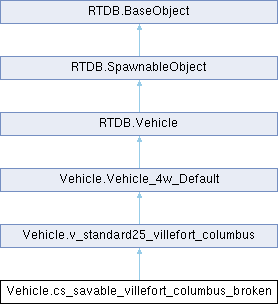 RTDB.BaseObject
RTDB.SpawnableObject
RTDB.Vehicle
Vehicle.Vehicle_4w_Default
Vehicle.v_standard25_villefort_columbus
Vehicle.cs_savable_villefort_columbus_broken